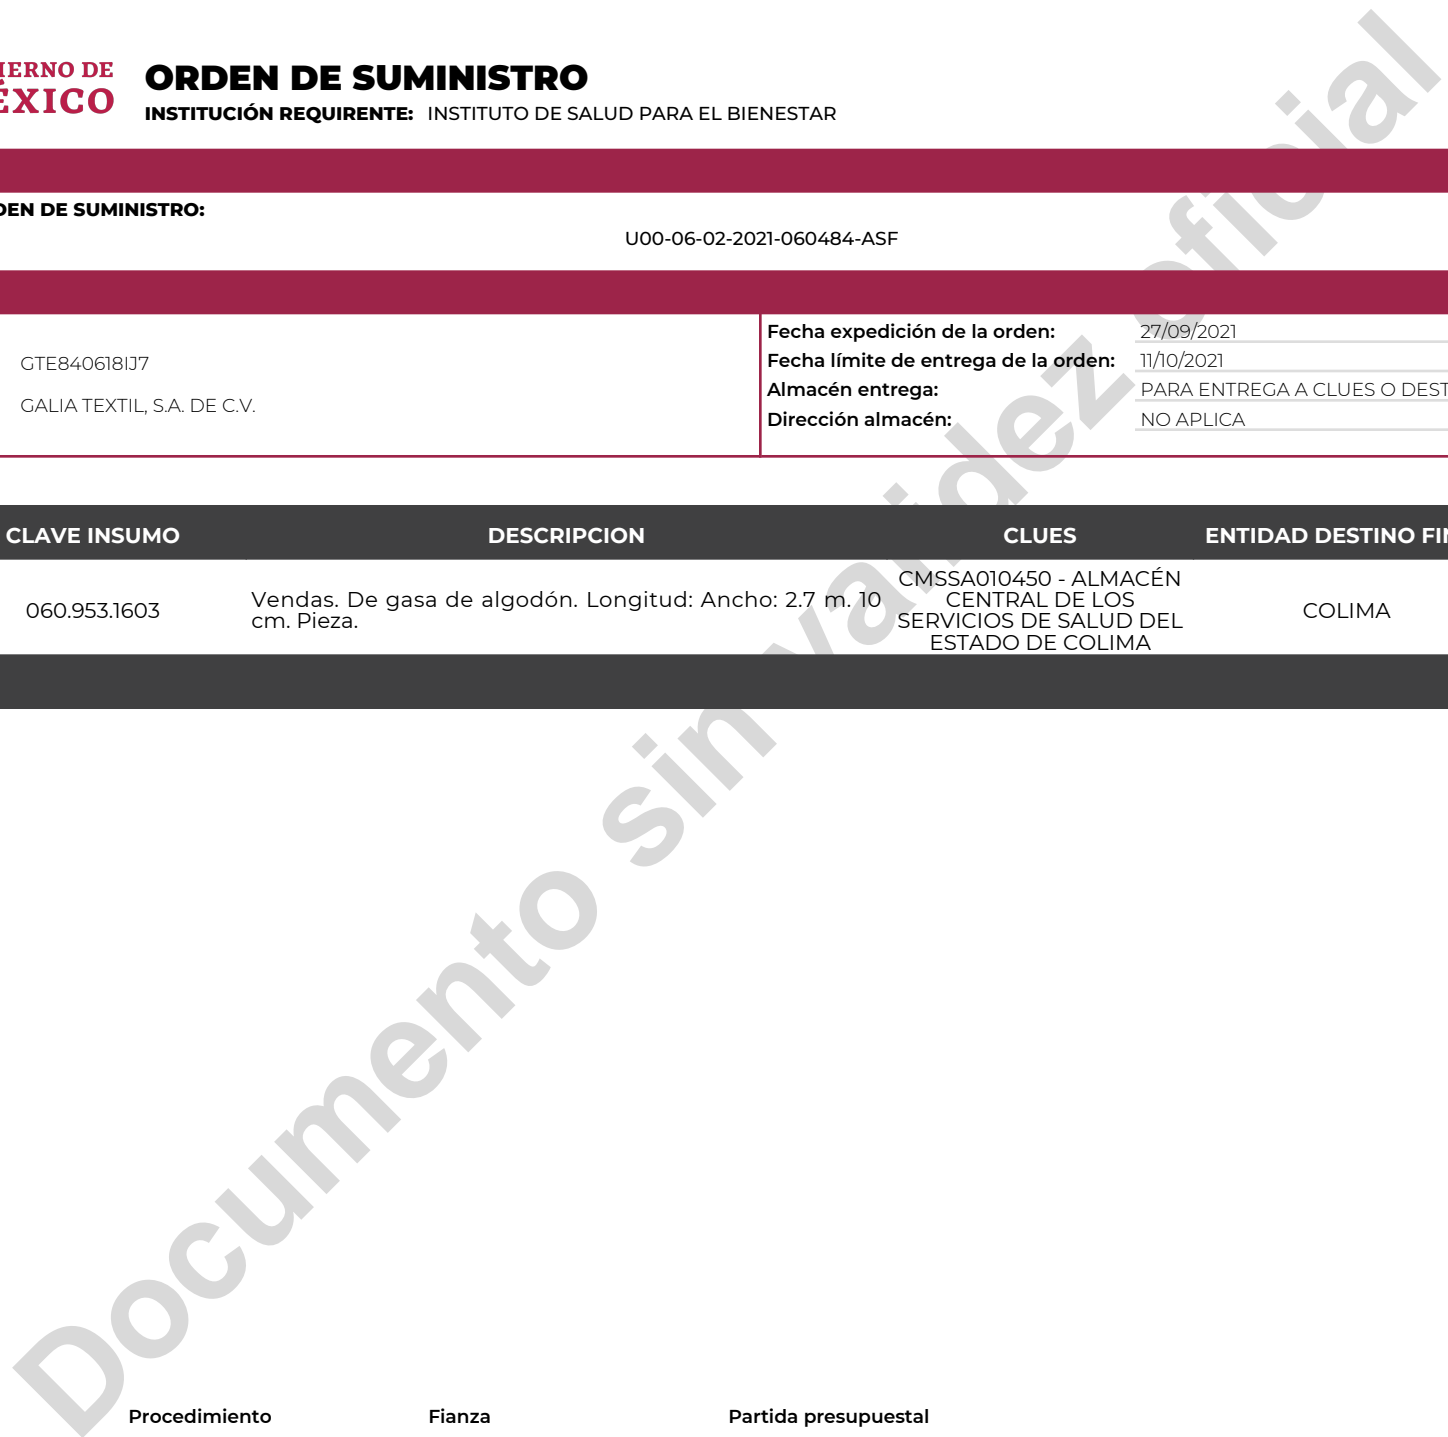 IERNO DE
ÉXICO
ORDEN DE SUMINISTRO
INSTITUCIÓN REQUIRENTE: INSTITUTO DE SALUD PARA EL BIENESTAR
DEN DE SUMINISTRO:
U00-06-02-2021-060484-ASF
GTE840618IJ7
GALIA TEXTIL, S.A. DE C.V.
Fecha expedición de la orden: 27/09/2021
Fecha límite de entrega de la orden: 11/10/2021
Almacén entrega: PARA ENTREGA A CLUES O DEST
Dirección almacén: NO APLICA
CLAVE INSUMO DESCRIPCION CLUES ENTIDAD DESTINO FIN
060.953.1603
Vendas. De gasa de algodón. Longitud: Ancho: 2.7 m. 10
cm. Pieza.
CMSSA010450 - ALMACÉN
CENTRAL DE LOS
SERVICIOS DE SALUD DEL
ESTADO DE COLIMA
COLIMA
Documento sin validez oficial
Procedimiento Fianza Partida presupuestal